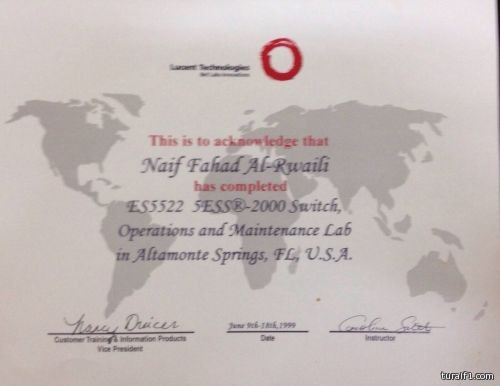 Lucent Technologies
Bell Labs Innovations
This is to acknowledge that
Naif Fahad Al-Rwaili
has completed
ES5522 5ESS®-2000 Switch,
Operations and Maintenance Lab
in Altamonte Springs, FL, U.S.A.
June 9th-18th,1999
Customer Training & Information Products
Vice President
Date
Instructor
turaif1.com